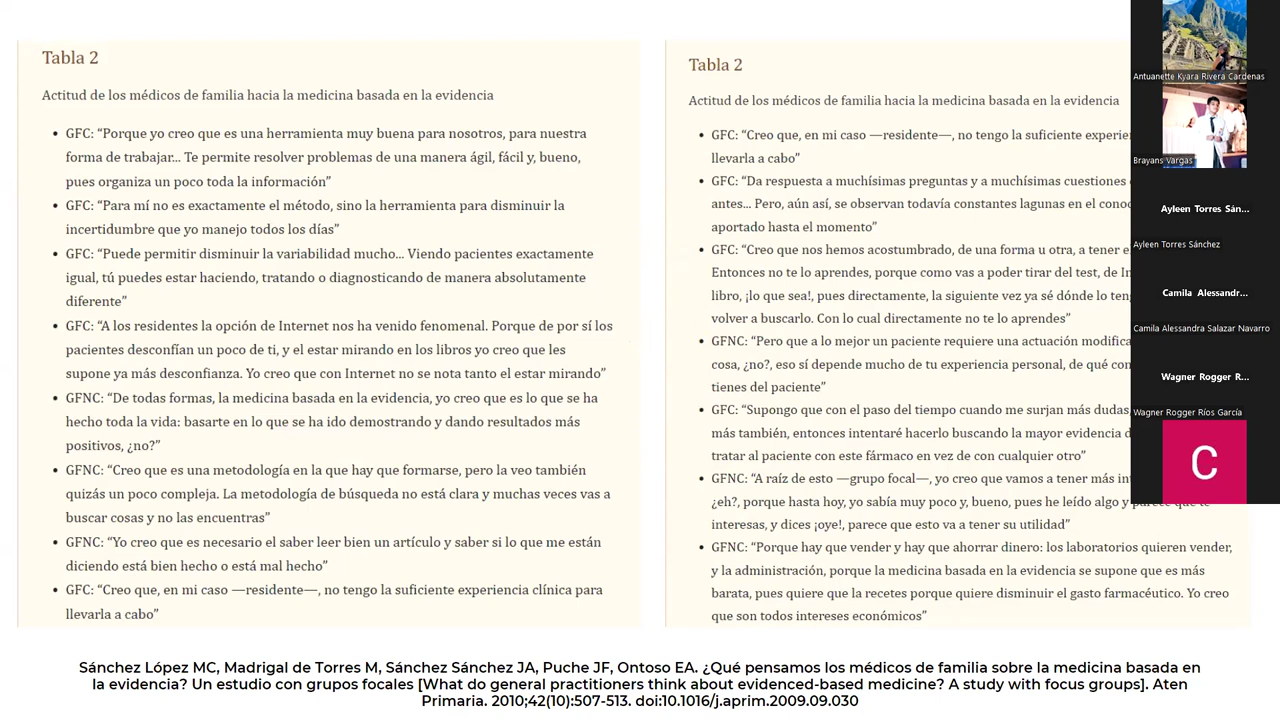 Tabla 2
Actitud de los médicos de familia hacia la medicina basada en la evidencia
• GFC: “Porque yo creo que es una herramienta muy buena para nosotros, para nuestra
forma de trabajar... Te permite resolver problemas de una manera ágil, fácil y, bueno,
pues organiza un poco toda la información”
• GFC: “Para mí no es exactamente el método, sino la herramienta para disminuir la
incertidumbre que yo manejo todos los días”
• GFC: “Puede permitir disminuir la variabilidad mucho... Viendo pacientes exactamente
igual, tú puedes estar haciendo, tratando o diagnosticando de manera absolutamente
diferente”
• GFC: “A los residentes la opción de Internet nos ha venido fenomenal. Porque de por sí los
pacientes desconfían un poco de ti, y el estar mirando en los libros yo creo que les
supone ya más desconfianza. Yo creo que con Internet no se nota tanto el estar mirando”
• GFNC: “De todas formas, la medicina basada en la evidencia, yo creo que es lo que se ha
hecho toda la vida: basarte en lo que se ha ido demostrando y dando resultados más
positivos, ¿no?”
• GFNC: “Creo que es una metodología en la que hay que formarse, pero la veo también
quizás un poco compleja. La metodología de búsqueda no está clara y muchas veces vas a
buscar cosas y no las encuentras”
• GFNC: “Yo creo que es necesario el saber leer bien un artículo y saber si lo que me están
diciendo está bien hecho o está mal hecho”
• GFC: “Creo que, en mi caso —residente—, no tengo la suficiente experiencia clínica para
llevarla a cabo”
Tabla 2
Actitud de los médicos de familia hacia la medicina basada en la evidencia
• GFC: “Creo que, en mi caso —residente—, no tengo la suficiente
llevarla a cabo”
• GFC: “Da respuesta a muchísimas preguntas y a muchísimas cuestiones
antes... Pero, aún así, se observan todavía constantes lagunas en el
aportado hasta el momento”
• GFC: “Creo que nos hemos acostumbrado, de una forma u otra, a tener
Entonces no te lo aprendes, porque como vas a poder tirar del test, de
libro, ¡lo que sea!, pues directamente, la siguiente vez ya sé dónde lo
volver a buscarlo. Con lo cual directamente no te lo aprendes”
• GFNC: “Pero que a lo mejor un paciente requiere una actuación
cosa, ¿no?, eso sí depende mucho de tu experiencia personal, de qué
tienes del paciente”
• GFC: “Supongo que con el paso del tiempo cuando me surjan más dudas,
más también, entonces intentaré hacerlo buscando la mayor evidencia
tratar al paciente con este fármaco en vez de con cualquier otro”
• GFNC: “A raíz de esto —grupo focal—, yo creo que vamos a tener más
¿eh?, porque hasta hoy, yo sabía muy poco y, bueno, pues he leído algo y parece que te
interesas, y dices ¡oye!, parece que esto va a tener su utilidad”
• GFNC: “Porque hay que vender y hay que ahorrar dinero: los laboratorios quieren vender,
y la administración, porque la medicina basada en la evidencia se supone que es más
barata, pues quiere que la recetes porque quiere disminuir el gasto farmacéutico. Yo creo
que son todos intereses económicos”
Sánchez López MC, Madrigal de Torres M, Sánchez Sánchez JA, Puche JF, Ontoso EA. ¿Qué pensamos los médicos de familia sobre la medicina basada en
la evidencia? Un estudio con grupos focales [What do general practitioners think about evidenced-based medicine? A study with focus groups]. Aten
Primaria. 2010;42(10):507-513. doi:10.1016/j.aprim.2009.09.030
Antuanette Kyara Rivera Cardenas
Brayans Vargas
Ayleen Torres Sán...
Ayleen Torres Sánchez
Camila Alessandr...
Camila Alessandra Salazar Navarro
Wagner Rogger R...
Wagner Rogger Ríos García
C